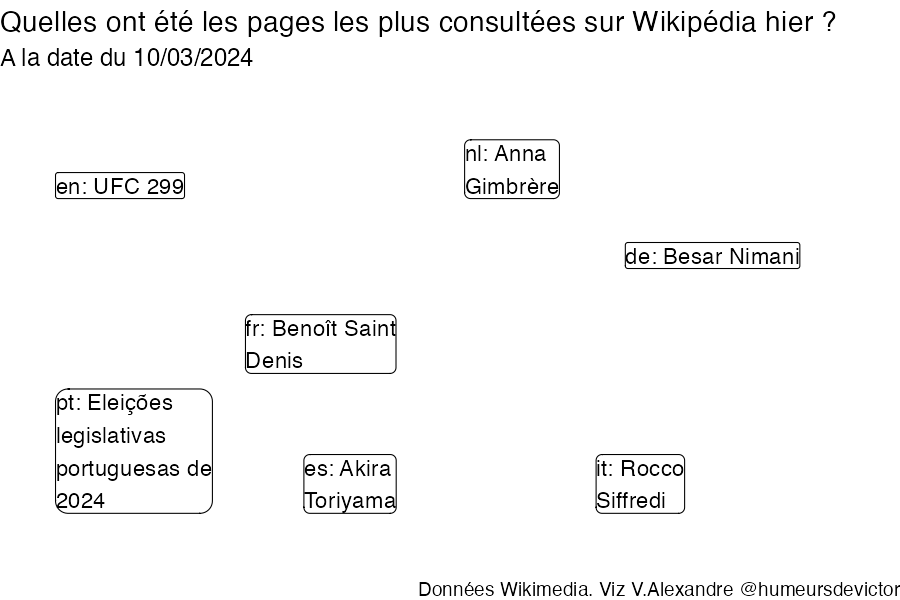 Quelles ont été les pages les plus consultées sur Wikipédia hier ?
A la date du 10/03/2024
nl: Anna
Gimbrère
en: UFC 299
de: Besar Nimani
fr: Benoît Saint
Denis
pt: Eleições
legislativas
portuguesas de
2024
es: Akira
Toriyama
it: Rocco
Siffredi
Données Wikimedia. Viz V.Alexandre @humeursdevictor